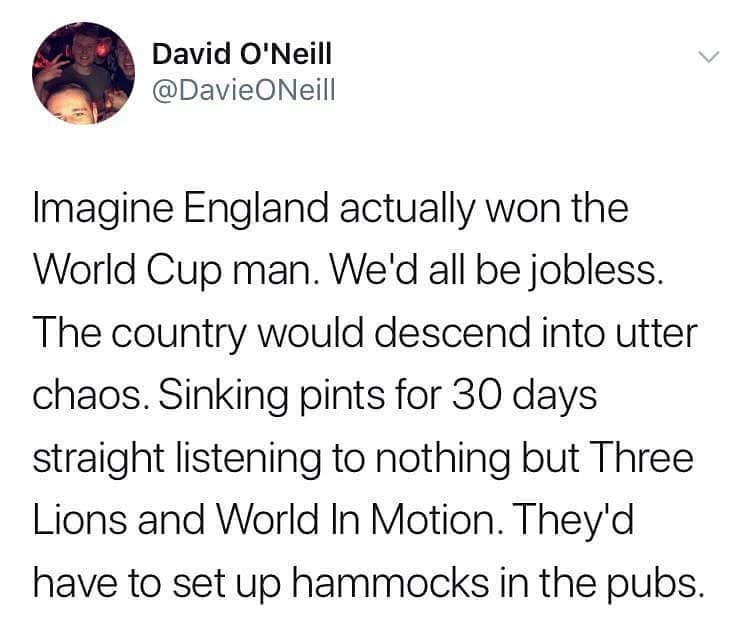 David O'Neill
@DavieONeill
Imagine England actually won the
World Cup man. We'd all be jobless.
The country would descend into utter
chaos. Sinking pints for 30 days
straight listening to nothing but Three
Lions and World In Motion. They'd
have to set up hammocks in the pubs.